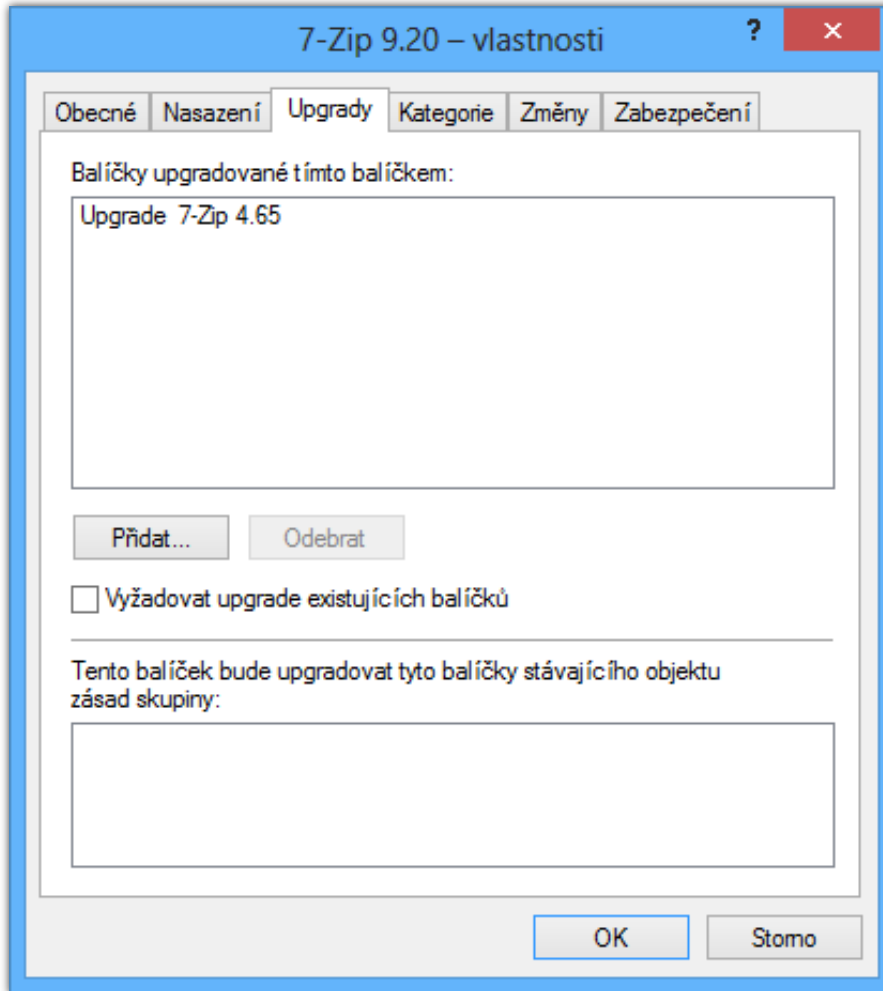 7-Zip 9.20 – vlastnosti ? ×
Obecné Nasazení Upgrady Kategorie Změny Zabezpečení
Balíčky upgradované tímto balíčkem:
Upgrade 7-Zip 4.65
Přidat... Odebrat
Vyžadovat upgrade existujících balíčků
Tento balíček bude upgradovat tyto balíčky stávajícího objektu
zásad skupiny:
OK Storno